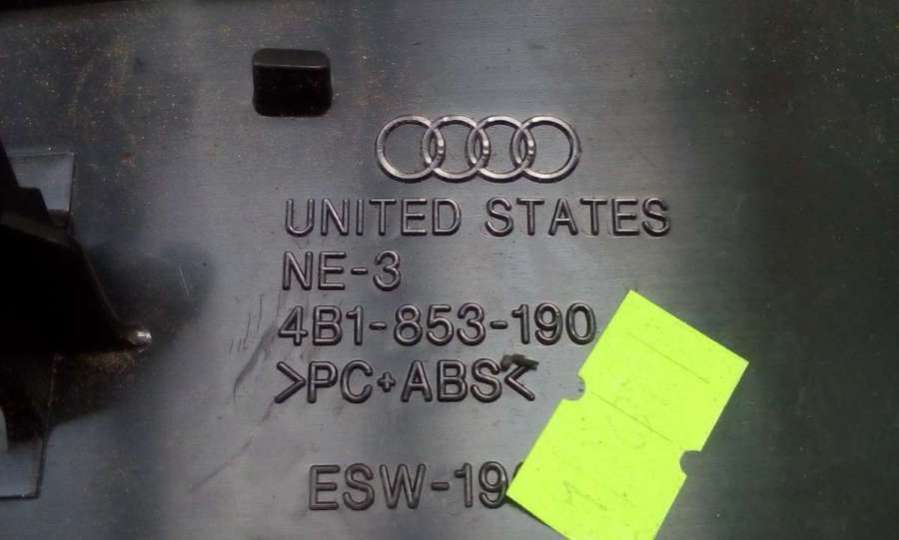 UNITED STATES
NE-3
4B1-853-190
>PC+ABS<